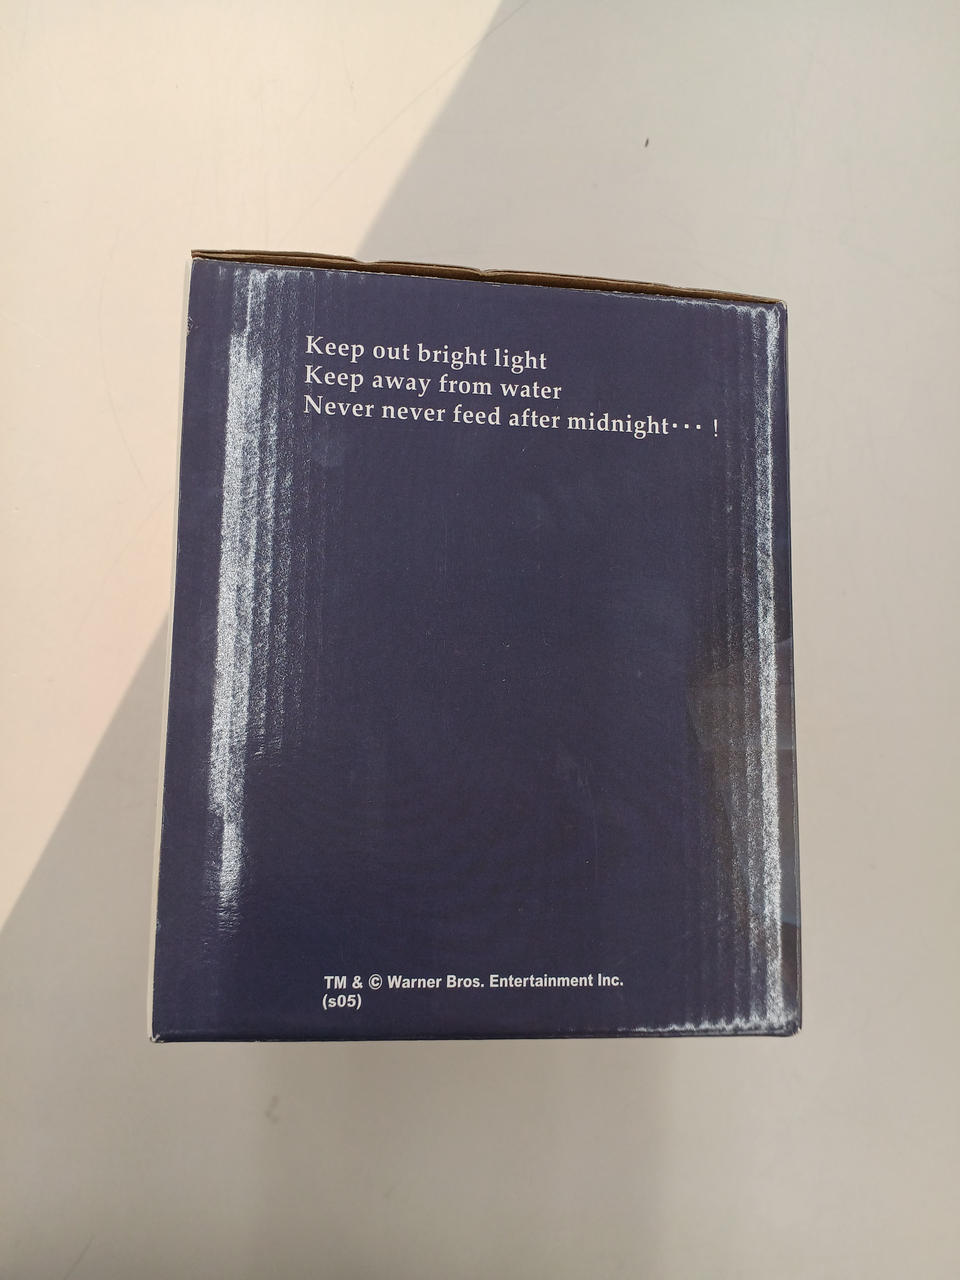 Keep out bright light
Keep away from water
Never never feed after midnight··· !
TM & © Warner Bros. Entertainment Inc.
(s05)